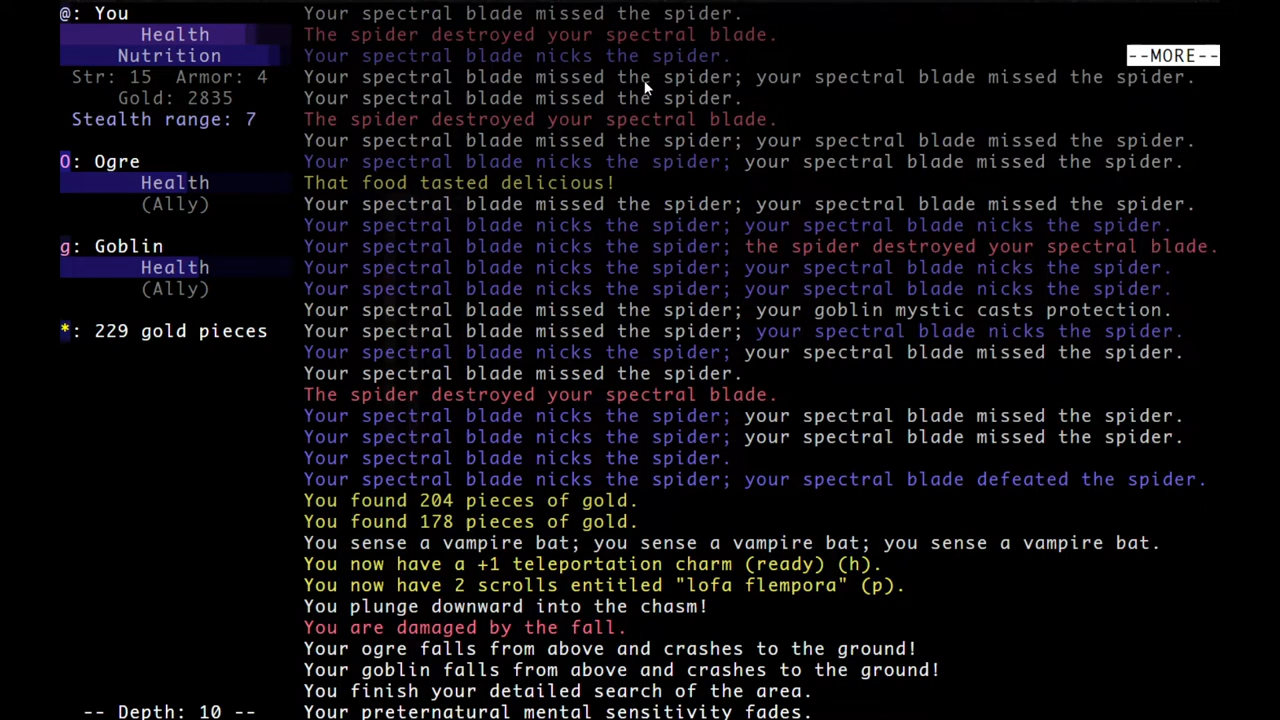 @: You
Health
Nutrition
Str: 15  Armor: 4
Gold: 2835
Stealth range: 7
O: Ogre
Health
(Ally)
g: Goblin
Health
(Ally)
*: 229 gold pieces
-- Depth: 10 --
Your spectral blade missed the spider.
The spider destroyed your spectral blade.
Your spectral blade nicks the spider.
--MORE--
Your spectral blade missed the spider; your spectral blade missed the spider.
Your spectral blade missed the spider.
The spider destroyed your spectral blade.
Your spectral blade missed the spider; your spectral blade missed the spider.
Your spectral blade nicks the spider; your spectral blade missed the spider.
That food tasted delicious!
Your spectral blade missed the spider; your spectral blade missed the spider.
Your spectral blade nicks the spider; your spectral blade nicks the spider.
Your spectral blade nicks the spider; the spider destroyed your spectral blade.
Your spectral blade nicks the spider; your spectral blade nicks the spider.
Your spectral blade nicks the spider; your spectral blade nicks the spider.
Your spectral blade missed the spider; your goblin mystic casts protection.
Your spectral blade missed the spider; your spectral blade nicks the spider.
Your spectral blade nicks the spider; your spectral blade missed the spider.
Your spectral blade missed the spider.
The spider destroyed your spectral blade.
Your spectral blade nicks the spider; your spectral blade missed the spider.
Your spectral blade nicks the spider; your spectral blade missed the spider.
Your spectral blade nicks the spider.
Your spectral blade nicks the spider; your spectral blade defeated the spider.
You found 204 pieces of gold.
You found 178 pieces of gold.
You sense a vampire bat; you sense a vampire bat; you sense a vampire bat.
You now have a +1 teleportation charm (ready) (h).
You now have 2 scrolls entitled "lofa flempora" (p).
You plunge downward into the chasm!
You are damaged by the fall.
Your ogre falls from above and crashes to the ground!
Your goblin falls from above and crashes to the ground!
You finish your detailed search of the area.
Your preternatural mental sensitivity fades.